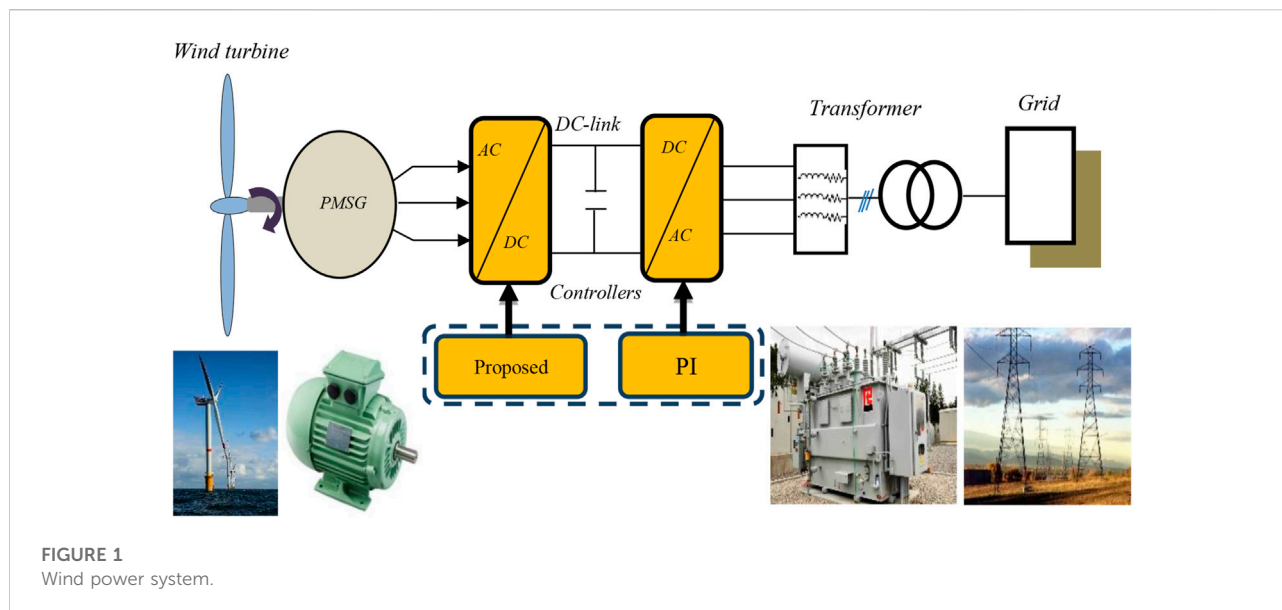 Wind turbine
PMSG
AC
DC
DC-link
DC
AC
Transformer
Grid
Controllers
Proposed
PI
FIGURE 1
Wind power system.